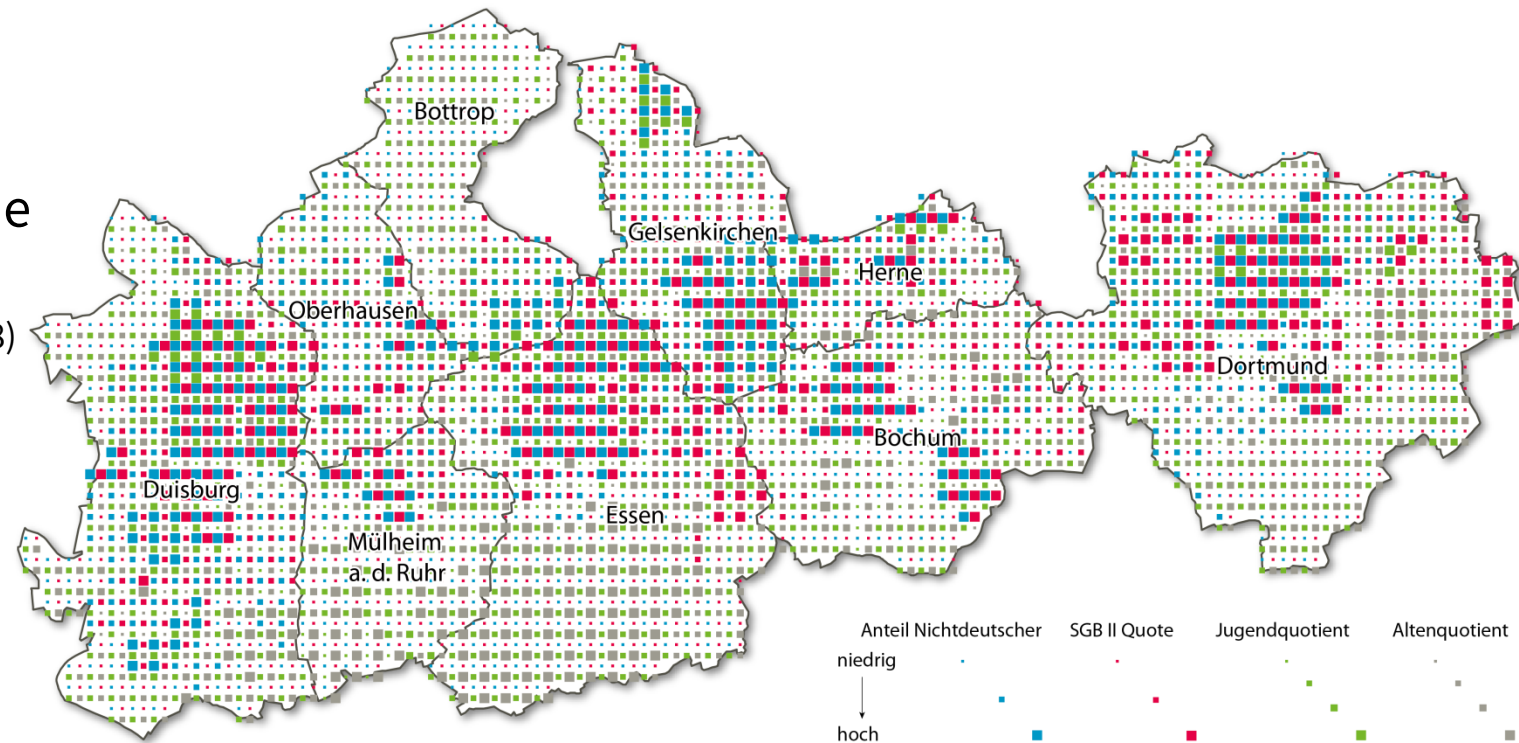 e
Bottrop
Gelsenkirchen
Herne
Oberhausen
3)
Dortmund
Bochum
Duisburg
Essen
Mülheim
a. d. Ruhr
Anteil Nichtdeutscher SGB II Quote Jugendquotient Altenquotient
niedrig
hoch